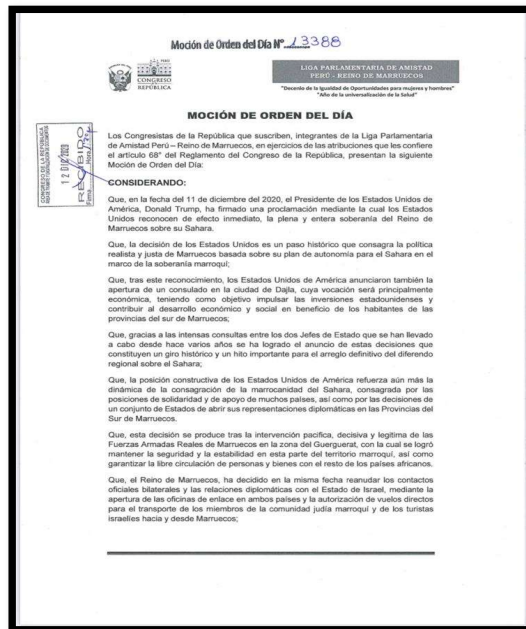 Moción de Orden del Día Nº 13388
CONGRESO
REPÚBLICA
LIGA PARLAMENTARIA DE AMISTAD
PERÚ - REINO DE MARRUECOS
"Decenio de la Igualdad de Oportunidades para mujeres y hombres"
"Año de la universalización de la Salud"
CONGRESO DE LA REPÚBLICA
12 DIC 2020
RECIBIDO
Firma Hora
MOCIÓN DE ORDEN DEL DÍA
Los Congresistas de la República que suscriben, integrantes de la Liga Parlamentaria
de Amistad Perú – Reino de Marruecos, en ejercicios de las atribuciones que les confiere
el artículo 68° del Reglamento del Congreso de la República, presentan la siguiente
Moción de Orden del Día:
CONSIDERANDO:
Que, en la fecha del 11 de diciembre del 2020, el Presidente de los Estados Unidos de
América, Donald Trump, ha firmado una proclamación mediante la cual los Estados
Unidos reconocen de efecto inmediato, la plena y entera soberanía del Reino de
Marruecos sobre su Sahara.
Que, la decisión de los Estados Unidos es un paso histórico que consagra la política
realista y justa de Marruecos basada sobre su plan de autonomía para el Sahara en el
marco de la soberanía marroquí;
Que, tras este reconocimiento, los Estados Unidos de América anunciaron también la
apertura de un consulado en la ciudad de Dajla, cuya vocación será principalmente
económica, teniendo como objetivo impulsar las inversiones estadounidenses y
contribuir al desarrollo económico y social en beneficio de los habitantes de las
provincias del sur de Marruecos;
Que, gracias a las intensas consultas entre los dos Jefes de Estado que se han llevado
a cabo desde hace varios años se ha logrado el anuncio de estas decisiones que
constituyen un giro histórico y un hito importante para el arreglo definitivo del diferendo
regional sobre el Sahara;
Que, la posición constructiva de los Estados Unidos de América refuerza aún más la
dinámica de la consagración de la marrocanidad del Sahara, consagrada por las
posiciones de solidaridad y de apoyo de muchos países, así como por las decisiones de
un conjunto de Estados de abrir sus representaciones diplomáticas en las Provincias del
Sur de Marruecos.
Que, esta decisión se produce tras la intervención pacifica, decisiva y legitima de las
Fuerzas Armadas Reales de Marruecos en la zona del Guerguerat, con la cual se logró
mantener la seguridad y la estabilidad en esta parte del territorio marroquí, así como
garantizar la libre circulación de personas y bienes con el resto de los países africanos.
Que, el Reino de Marruecos, ha decidido en la misma fecha reanudar los contactos
oficiales bilaterales y las relaciones diplomáticas con el Estado de Israel, mediante la
apertura de las oficinas de enlace en ambos países y la autorización de vuelos directos
para el transporte de los miembros de la comunidad judía marroquí y de los turistas
israelíes hacia y desde Marruecos;